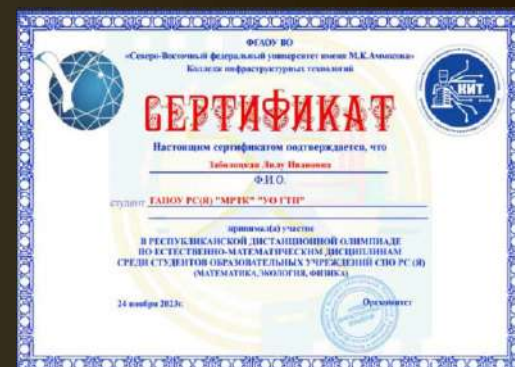 ФГАОУ ВО
«Северо-Восточный федеральный университет имени М.К.Аммосова»
Колледж инфраструктурных технологий
КИТ
СЕРТИФИКАТ
Настоящим сертификатом подтверждается, что
Ивановна
Ф.И.О.
студент ГАПОУ РС(Я) "МРТК" "УО ГТП"
принимал(а) участие
В РЕСПУБЛИКАНСКОЙ ДИСТАНЦИОННОЙ ОЛИМПИАДЕ
ПО ЕСТЕСТВЕННО-МАТЕМАТИЧЕСКИМ ДИСЦИПЛИНАМ
СРЕДИ СТУДЕНТОВ ОБРАЗОВАТЕЛЬНЫХ УЧРЕЖДЕНИЙ СПО РС (Я)
(МАТЕМАТИКА, ЭКОЛОГИЯ, ФИЗИКА)
24 ноября 2023г.
Оргкомитет